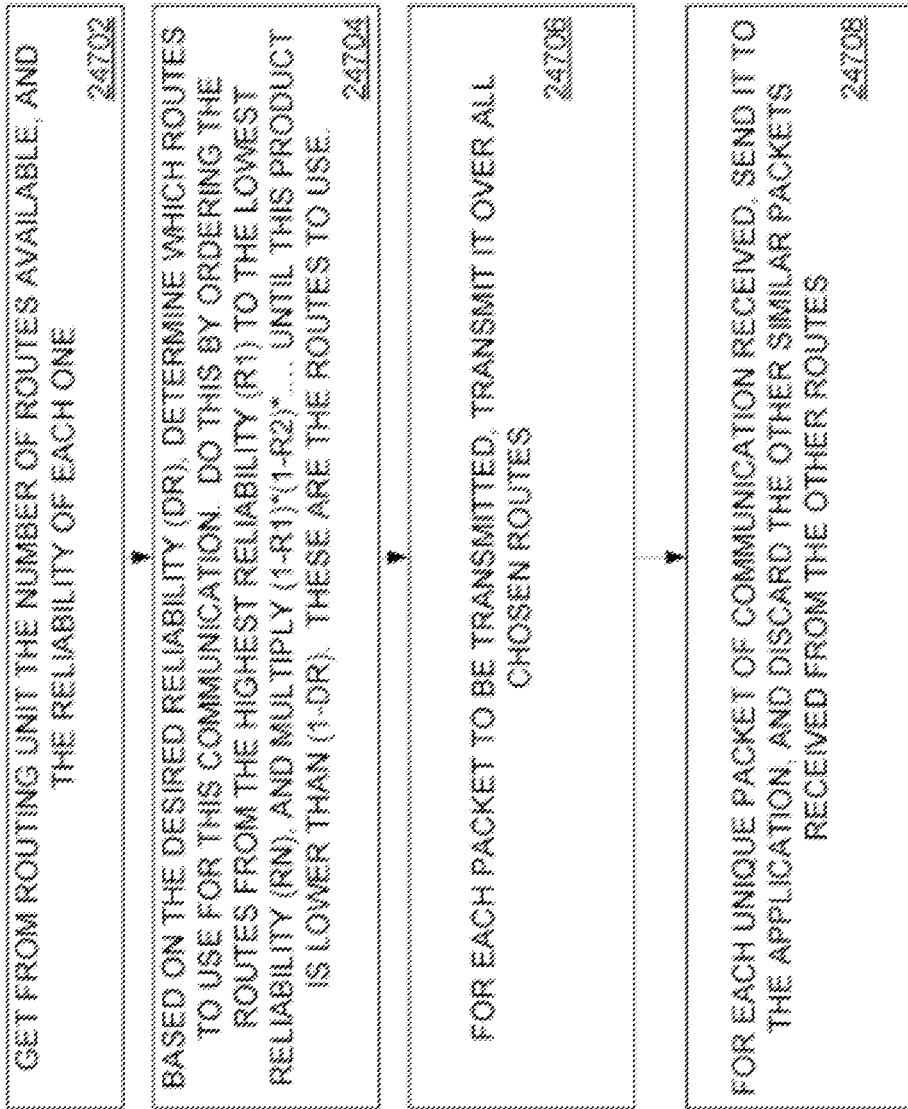 GET FROM ROUTING UNIT THE NUMBER OF ROUTES AVAILABLE, AND
THE RELIABILITY OF EACH ONE
24702
BASED ON THE DESIRED RELIABILITY (DR), DETERMINE WHICH ROUTES
TO USE FOR THIS COMMUNICATION. DO THIS BY ORDERING THE
ROUTES FROM THE HIGHEST RELIABILITY (R1) TO THE LOWEST
RELIABILITY (RN), AND MULTIPLY (1-R1)*(1-R2)*.... UNTIL THIS PRODUCT
IS LOWER THAN (1-DR). THESE ARE THE ROUTES TO USE.
24704
FOR EACH PACKET TO BE TRANSMITTED, TRANSMIT IT OVER ALL
CHOSEN ROUTES
24706
FOR EACH UNIQUE PACKET OF COMMUNICATION RECEIVED, SEND IT TO
THE APPLICATION, AND DISCARD THE OTHER SIMILAR PACKETS
RECEIVED FROM THE OTHER ROUTES
24708